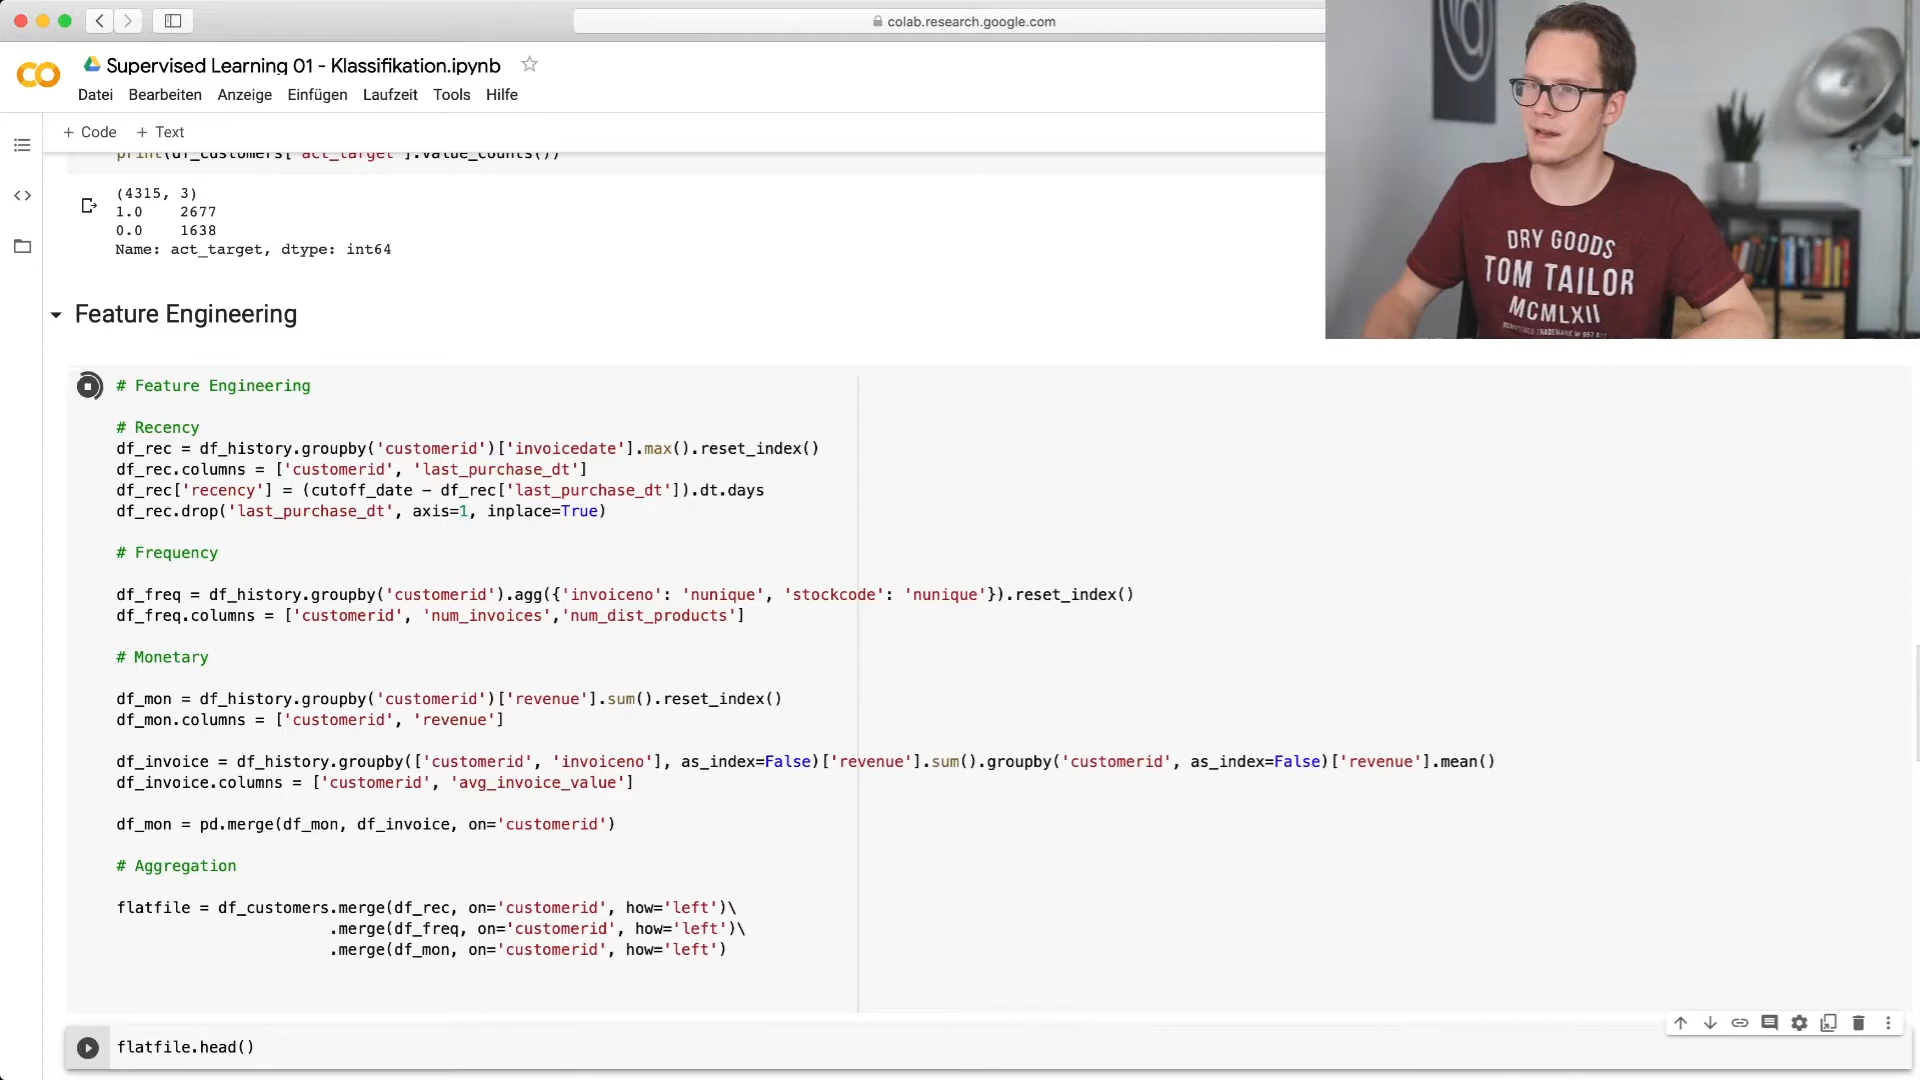 colab.research.google.com
Supervised Learning 01 - Klassifikation.ipynb
Datei Bearbeiten Anzeige Einfügen Laufzeit Tools Hilfe
+ Code + Text
print(df_customers['act_target'].value_counts())
(4315, 3)
1.0    2677
0.0    1638
Name: act_target, dtype: int64
Feature Engineering
# Feature Engineering
# Recency
df_rec = df_history.groupby('customerid')['invoicedate'].max().reset_index()
df_rec.columns = ['customerid', 'last_purchase_dt']
df_rec['recency'] = (cutoff_date - df_rec['last_purchase_dt']).dt.days
df_rec.drop('last_purchase_dt', axis=1, inplace=True)
# Frequency
df_freq = df_history.groupby('customerid').agg({'invoiceno': 'nunique', 'stockcode': 'nunique'}).reset_index()
df_freq.columns = ['customerid', 'num_invoices','num_dist_products']
# Monetary
df_mon = df_history.groupby('customerid')['revenue'].sum().reset_index()
df_mon.columns = ['customerid', 'revenue']
df_invoice = df_history.groupby(['customerid', 'invoiceno'], as_index=False)['revenue'].sum().groupby('customerid', as_index=False)['revenue'].mean()
df_invoice.columns = ['customerid', 'avg_invoice_value']
df_mon = pd.merge(df_mon, df_invoice, on='customerid')
# Aggregation
flatfile = df_customers.merge(df_rec, on='customerid', how='left')\
.merge(df_freq, on='customerid', how='left')\
.merge(df_mon, on='customerid', how='left')
flatfile.head()
DRY GOODS
TOM TAILOR
MCMLXII